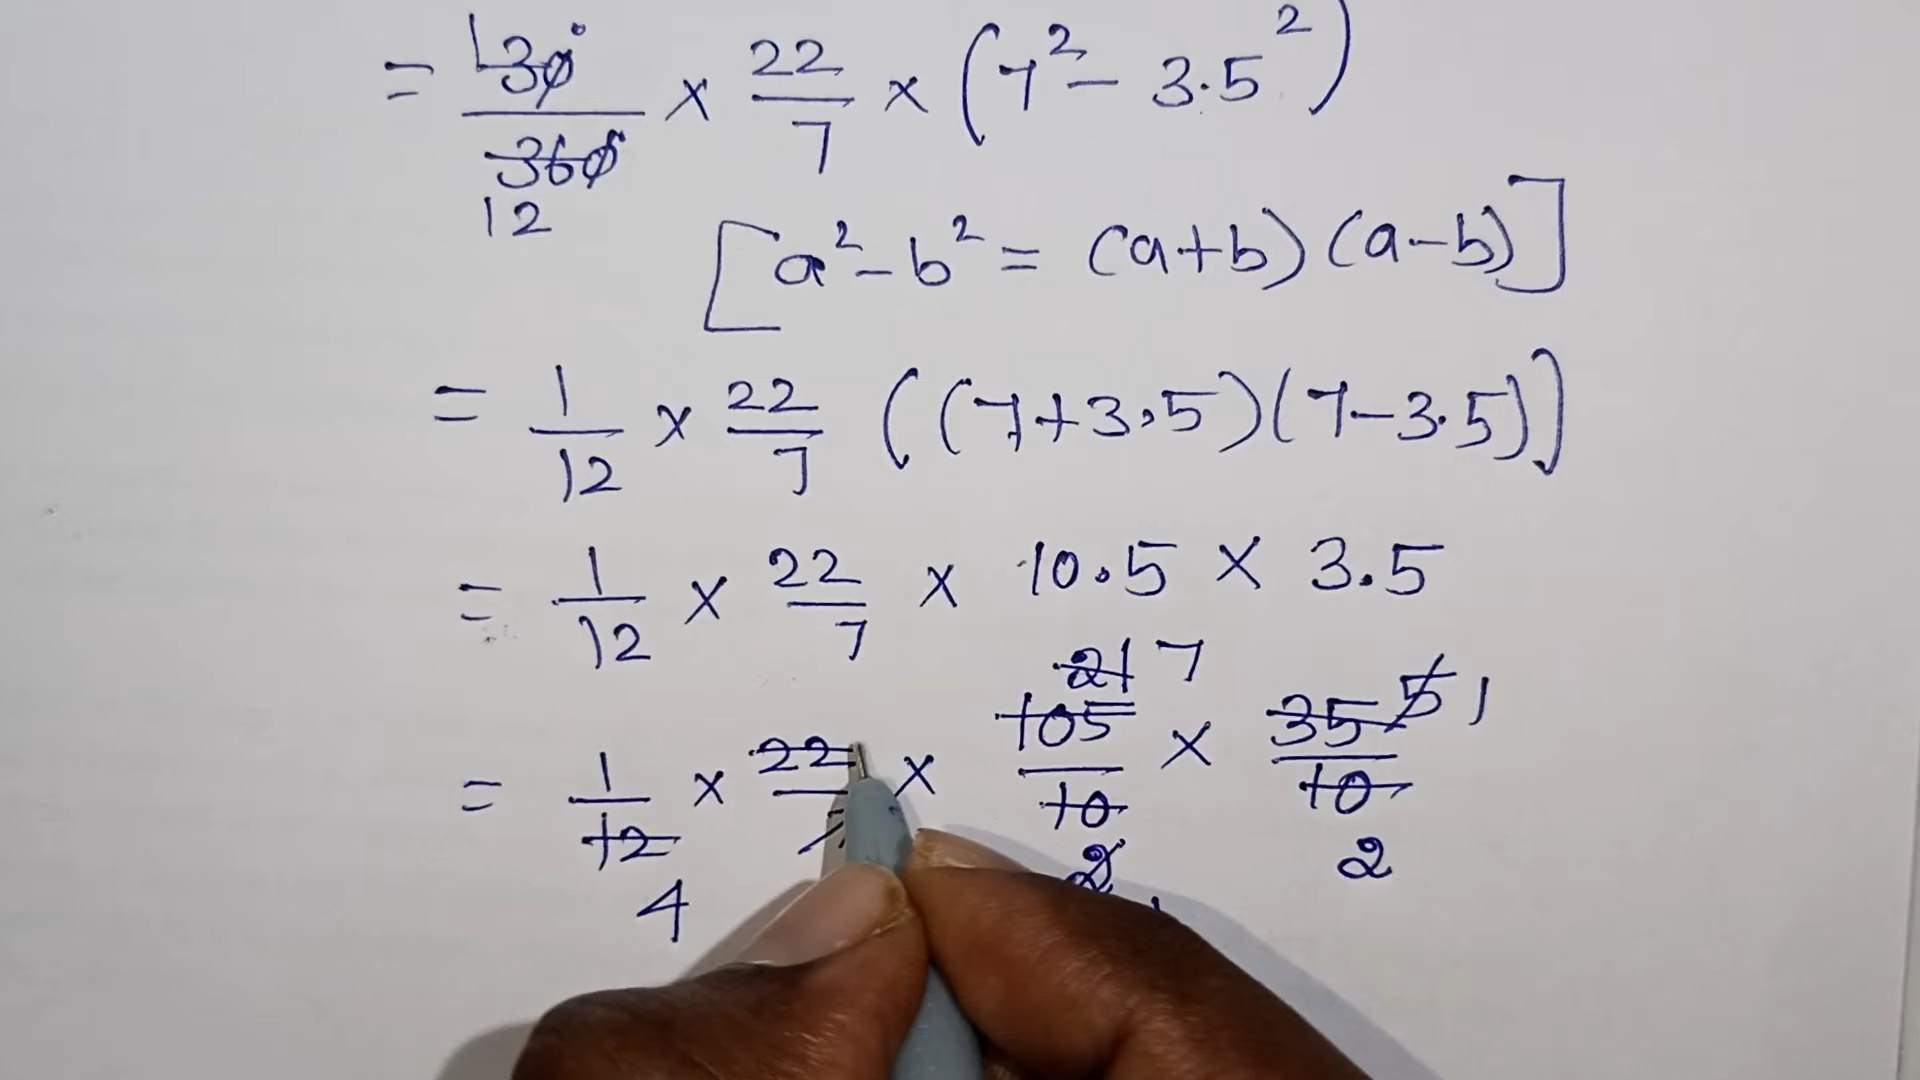 = 1 30° / 360° 12 × 22/7 × (7² - 3.5²)
[a² - b² = (a+b) (a-b)]
= 1/12 × 22/7 ((7+3.5)(7-3.5))
= 1/12 × 22/7 × 10.5 × 3.5
21 7 5 1
= 1/12 × 22/ × 105/10 × 35/10
4 2 2